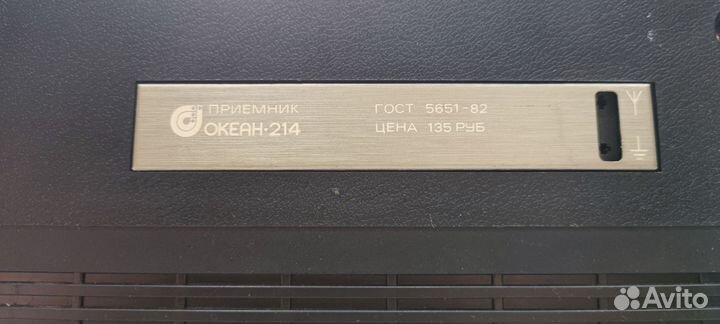 ПРИЕМНИК
ОКЕАН-214
ГОСТ 5651-82
ЦЕНА 135 РУБ
Avito